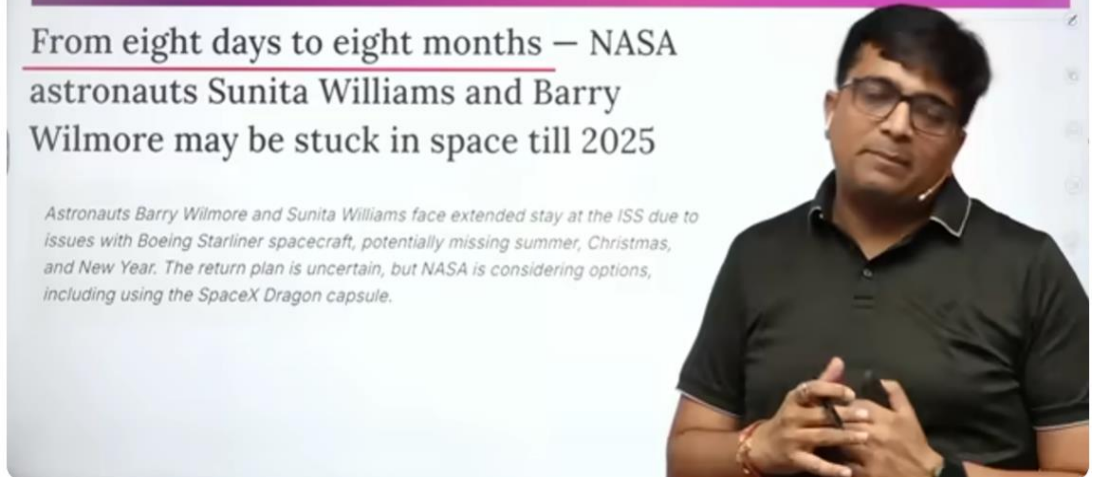 From eight days to eight months — NASA
astronauts Sunita Williams and Barry
Wilmore may be stuck in space till 2025
Astronauts Barry Wilmore and Sunita Williams face extended stay at the ISS due to
issues with Boeing Starliner spacecraft, potentially missing summer, Christmas,
and New Year. The return plan is uncertain, but NASA is considering options,
including using the SpaceX Dragon capsule.